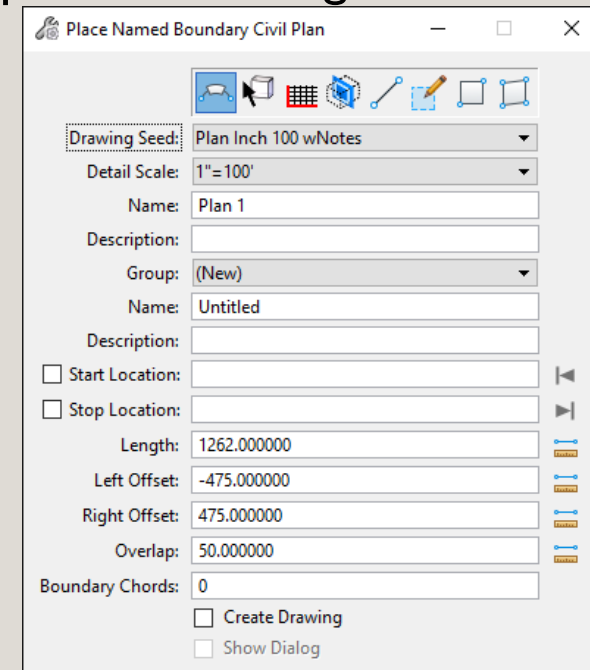 Place Named Boundary Civil Plan
Drawing Seed: Plan Inch 100 wNotes
Detail Scale: 1"=100'
Name: Plan 1
Description:
Group: (New)
Name: Untitled
Description:
Start Location:
Stop Location:
Length: 1262.000000
Left Offset: -475.000000
Right Offset: 475.000000
Overlap: 50.000000
Boundary Chords: 0
Create Drawing
Show Dialog